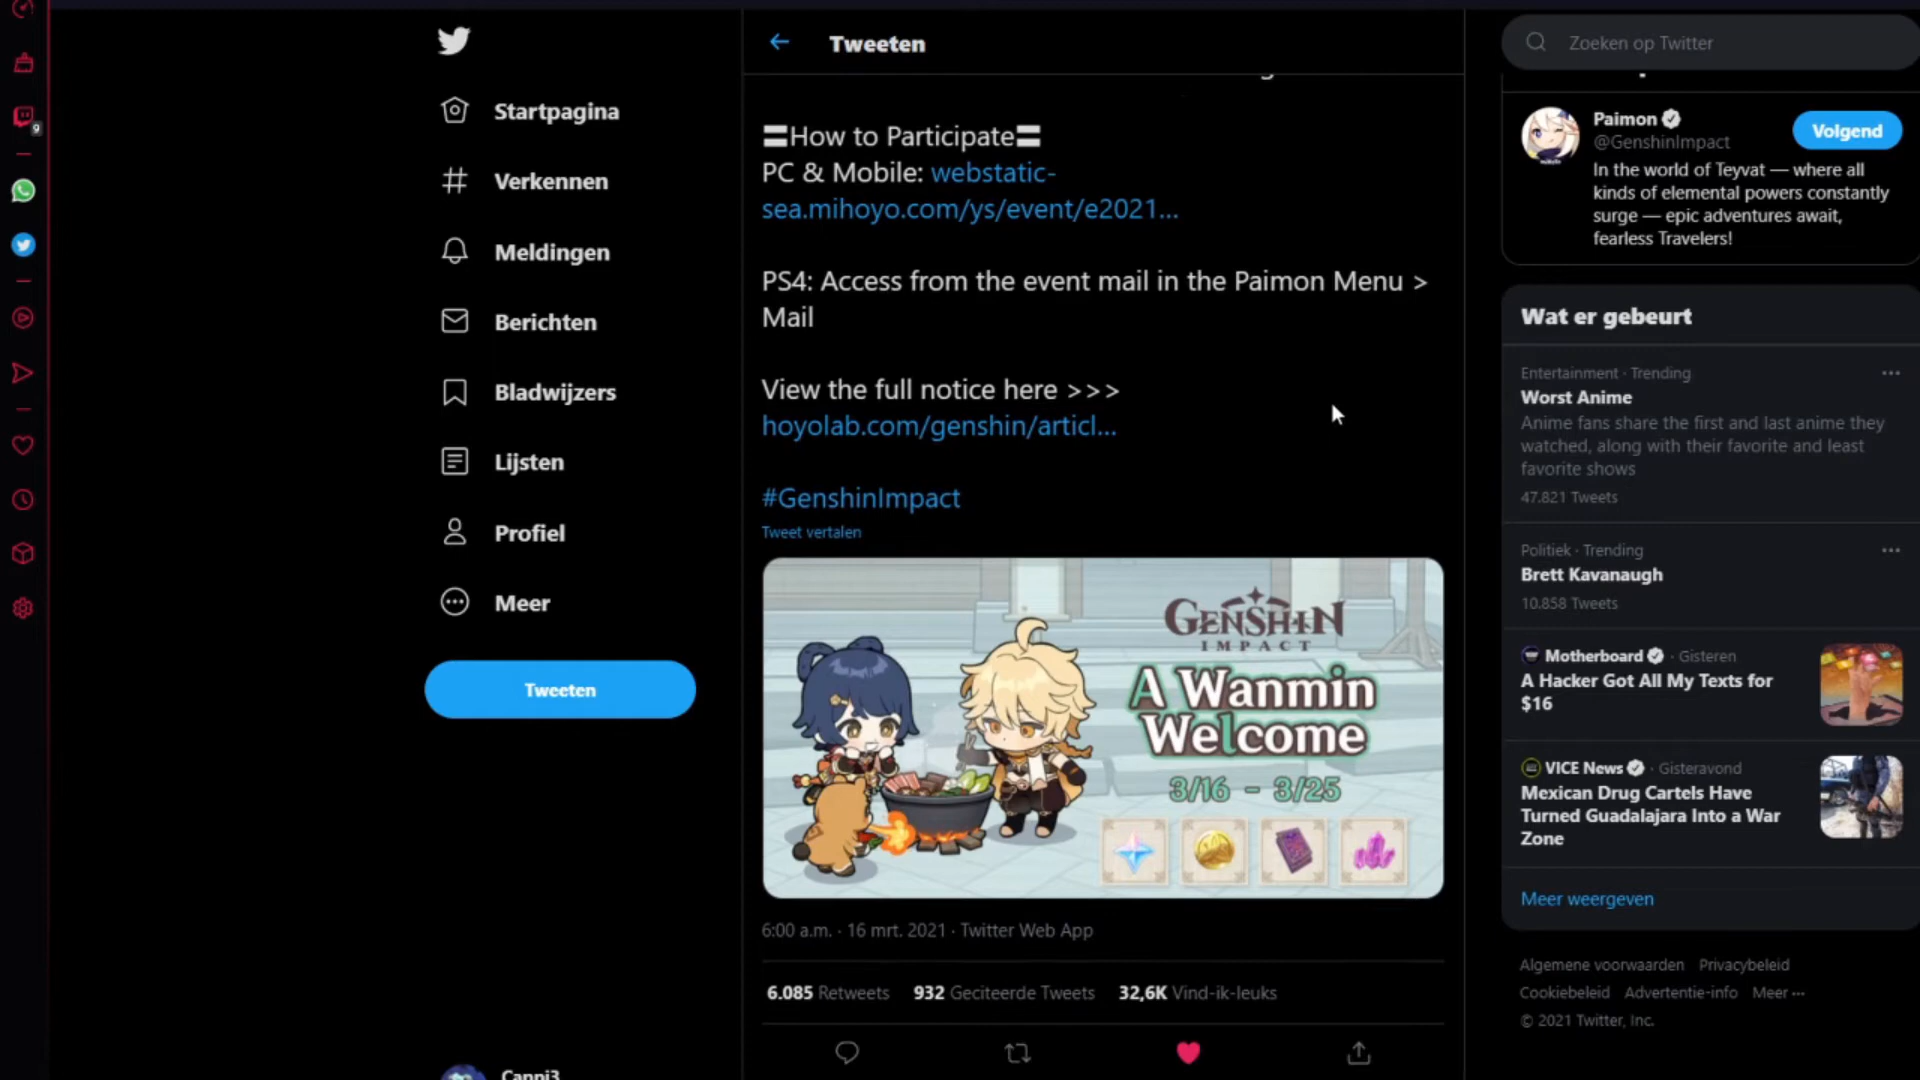 Tweeten
Zoeken op Twitter
9
Startpagina
Verkennen
Meldingen
Berichten
Bladwijzers
Lijsten
Profiel
Meer
Tweeten
Cappi3
〓How to Participate〓
PC & Mobile: webstatic-
sea.mihoyo.com/ys/event/e2021...
PS4: Access from the event mail in the Paimon Menu >
Mail
View the full notice here >>>
hoyolab.com/genshin/articl...
#GenshinImpact
Tweet vertalen
GENSHIN
IMPACT
A Wanmin
Welcome
3/16 - 3/25
6:00 a.m. · 16 mrt. 2021 · Twitter Web App
6.085 Retweets 932 Geciteerde Tweets 32,6K Vind-ik-leuks
Paimon
@GenshinImpact
Volgend
In the world of Teyvat — where all
kinds of elemental powers constantly
surge — epic adventures await,
fearless Travelers!
Wat er gebeurt
Entertainment · Trending
Worst Anime
Anime fans share the first and last anime they
watched, along with their favorite and least
favorite shows
47.821 Tweets
Politiek · Trending
Brett Kavanaugh
10.858 Tweets
Motherboard · Gisteren
A Hacker Got All My Texts for
$16
VICE News · Gisteravond
Mexican Drug Cartels Have
Turned Guadalajara Into a War
Zone
Meer weergeven
Algemene voorwaarden Privacybeleid
Cookiebeleid Advertentie-info Meer ···
© 2021 Twitter, Inc.